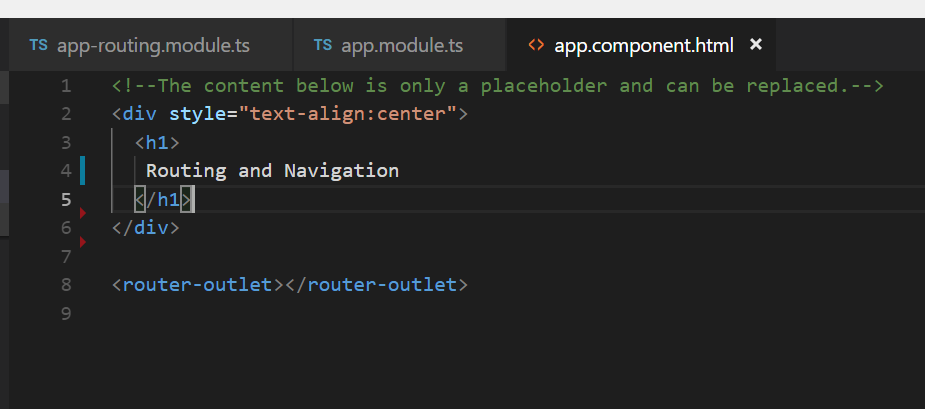 TS app-routing.module.ts TS app.module.ts <> app.component.html ×
1 <!--The content below is only a placeholder and can be replaced.-->
2 <div style="text-align:center">
3 <h1>
4 Routing and Navigation
5 </h1>
6 </div>
7
8 <router-outlet></router-outlet>
9